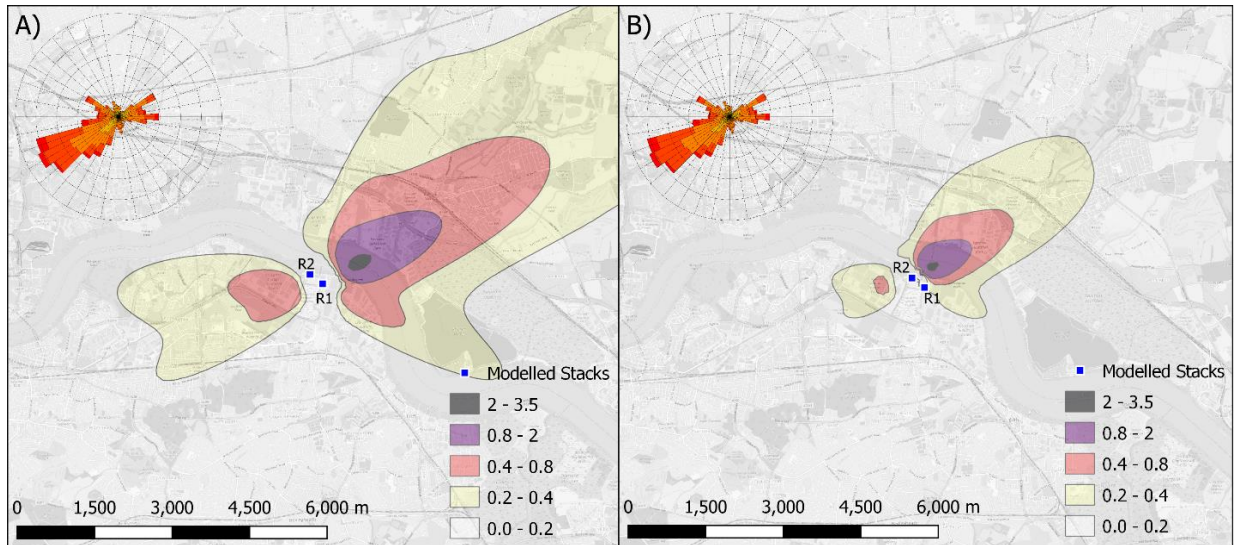 A)
R2
R1
Modelled Stacks
2 - 3.5
0.8 - 2
0.4 - 0.8
0.2 - 0.4
0.0 - 0.2
0 1,500 3,000 4,500 6,000 m
B)
R2
R1
Modelled Stacks
2 - 3.5
0.8 - 2
0.4 - 0.8
0.2 - 0.4
0.0 - 0.2
0 1,500 3,000 4,500 6,000 m